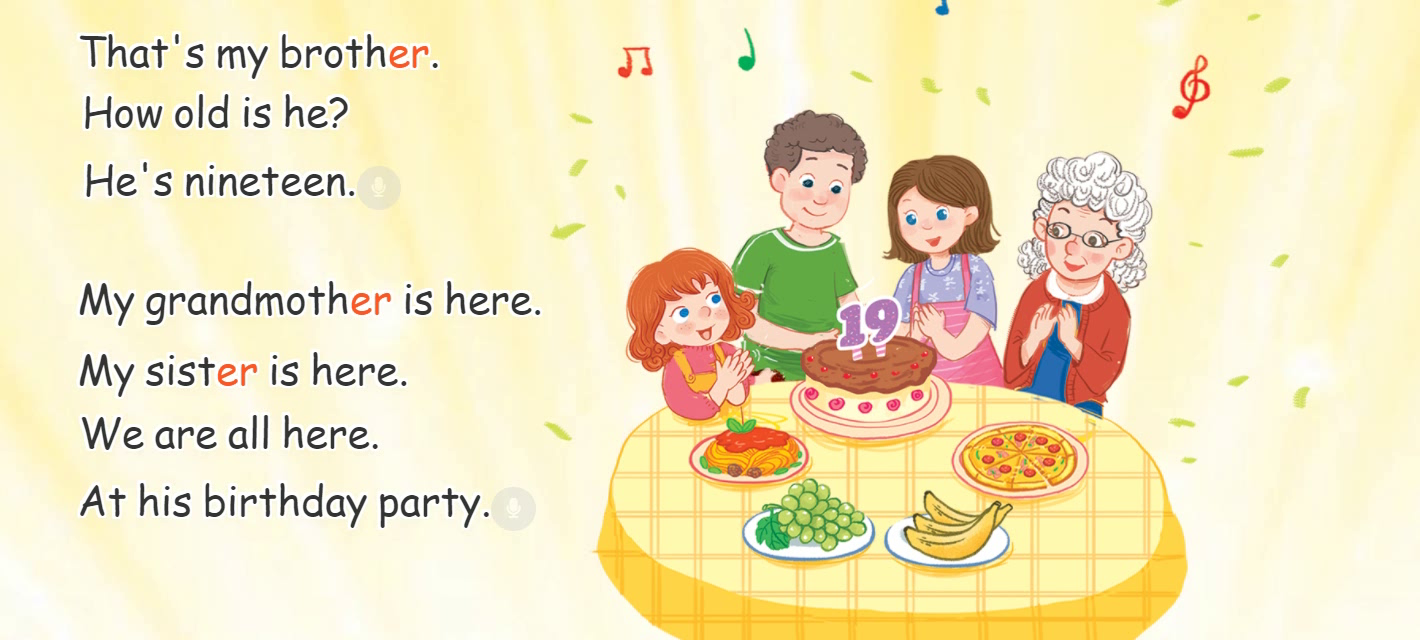 That's my brother.
How old is he?
He's nineteen.
My grandmother is here.
My sister is here.
We are all here.
At his birthday party.
19